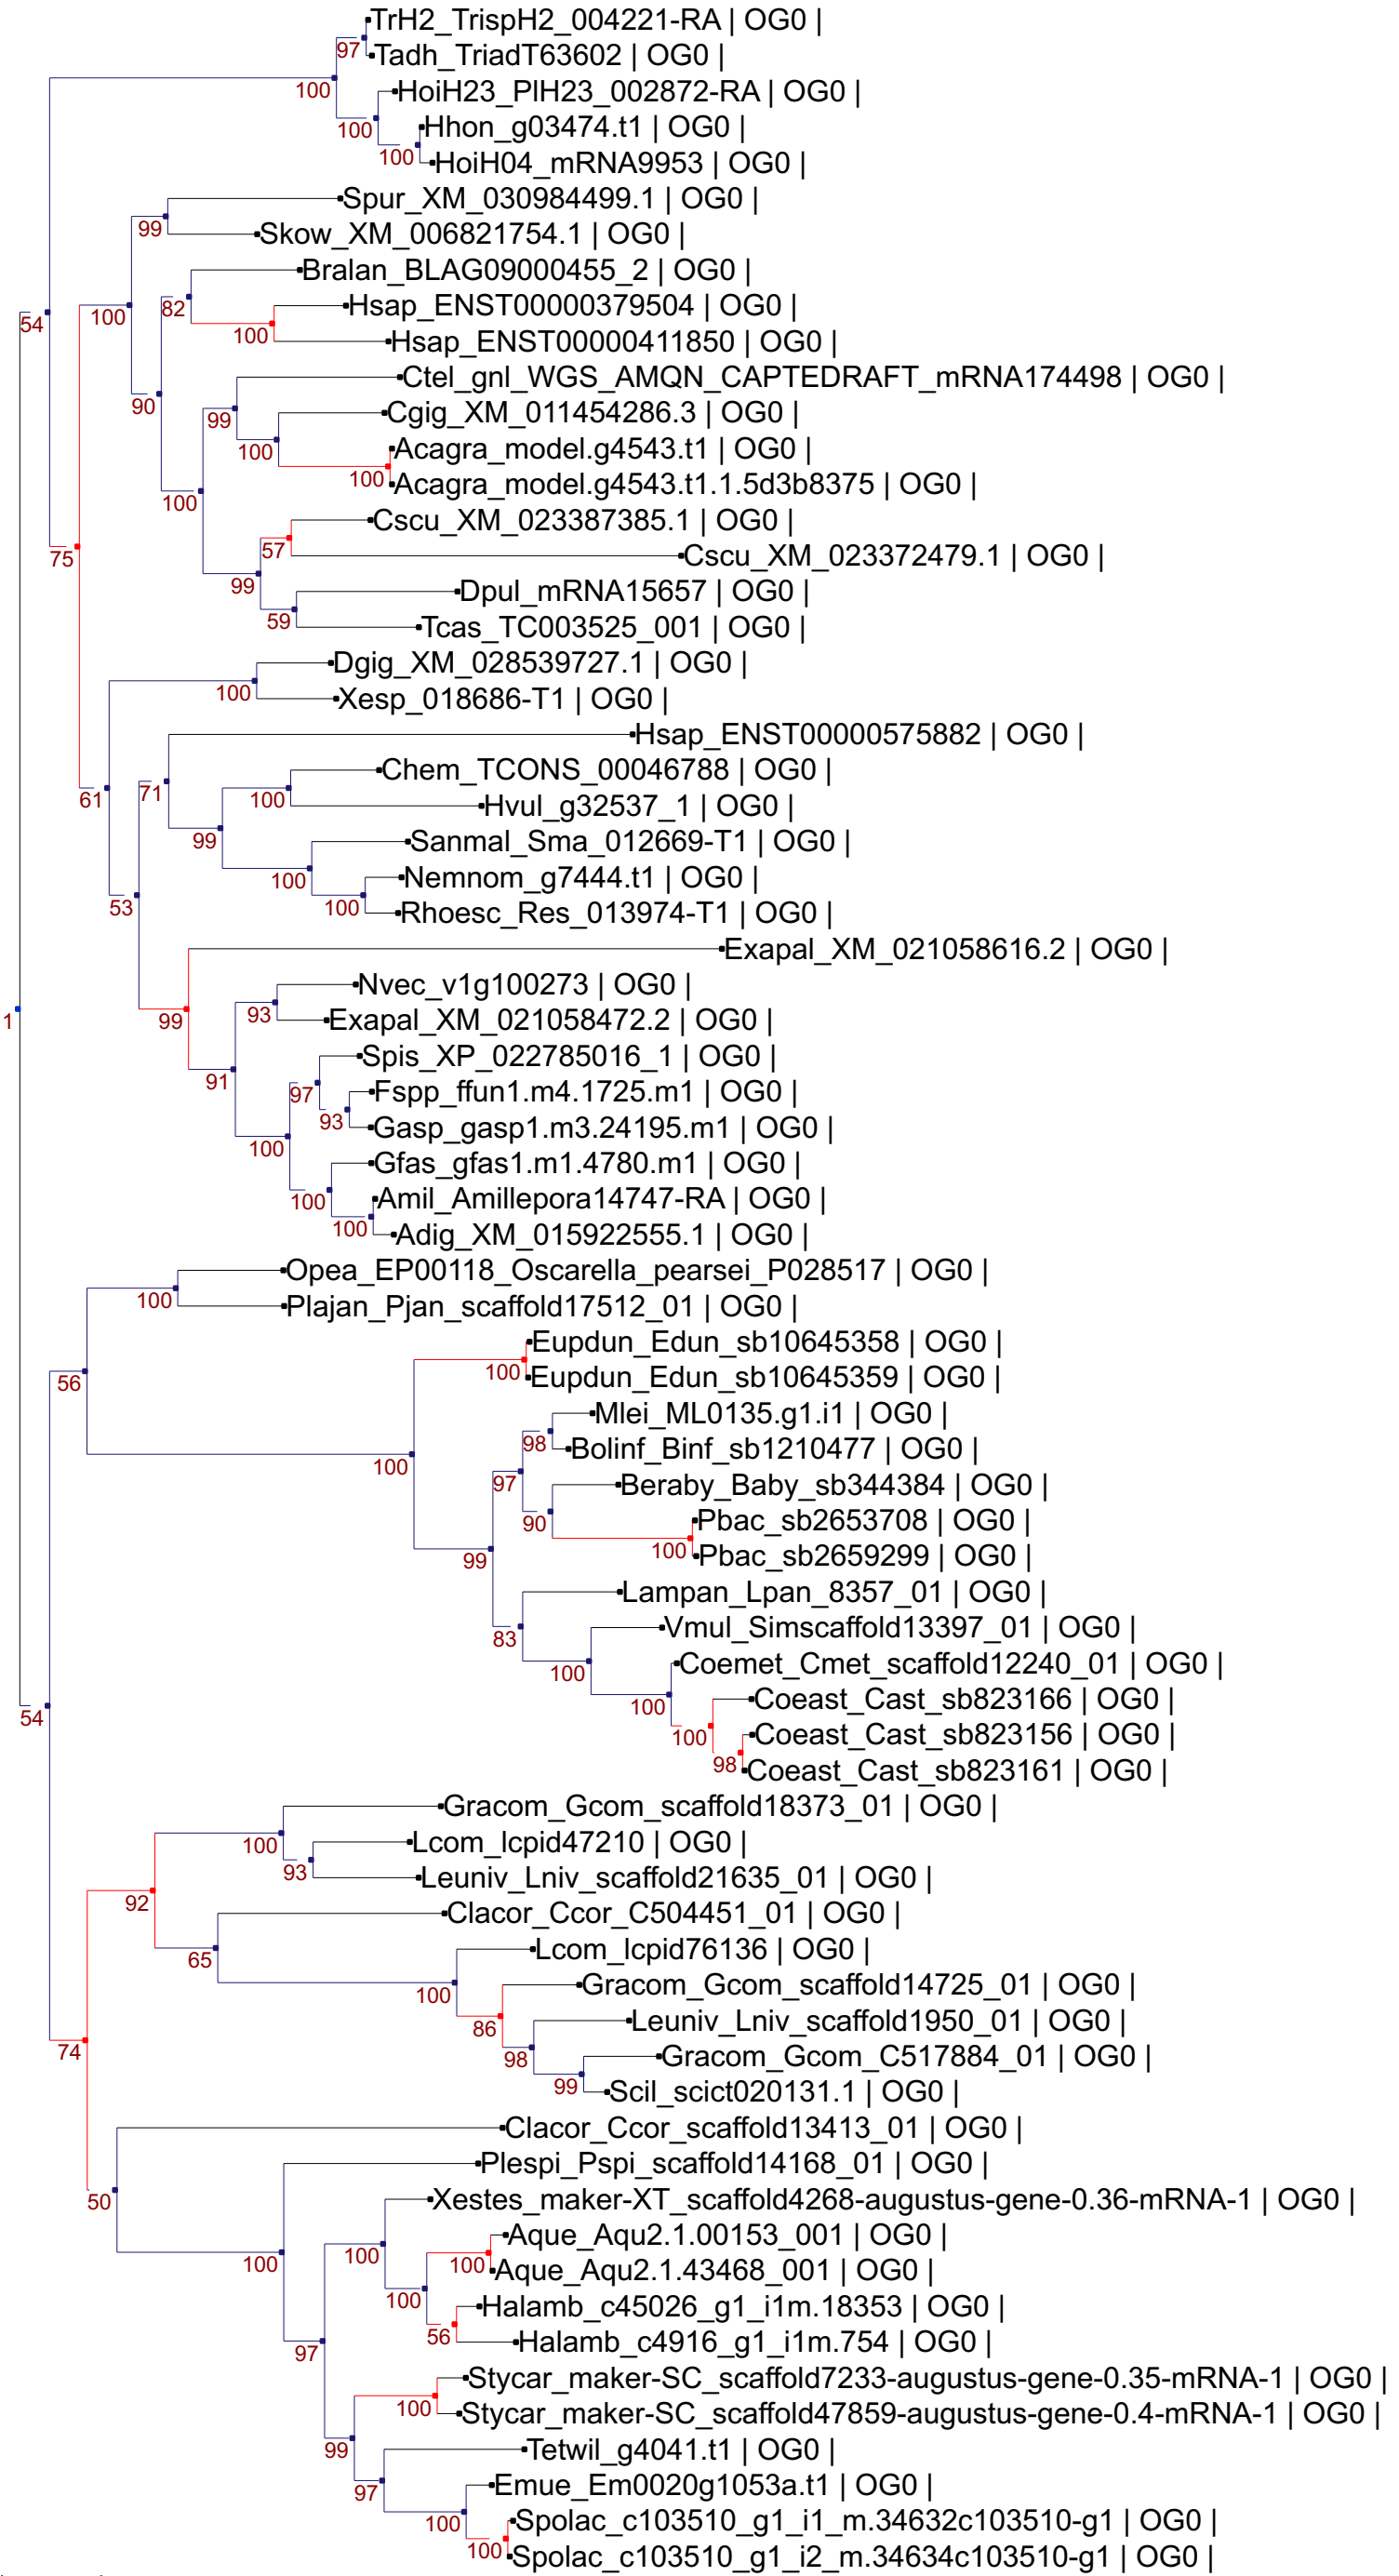 TrH2_TrispH2_004221-RA | OG0 |
97
Tadh_TriadT63602 | OG0 |
100
HoiH23_PlH23_002872-RA | OG0 |
100
Hhon_g03474.t1 | OG0 |
100
HoiH04_mRNA9953 | OG0 |
Spur_XM_030984499.1 | OG0 |
99
Skow_XM_006821754.1 | OG0 |
Bralan_BLAG09000455_2 | OG0 |
82
Hsap_ENST00000379504 | OG0 |
54
100
100
Hsap_ENST00000411850 | OG0 |
Ctel_gnl_WGS_AMQN_CAPTEDRAFT_mRNA174498 | OG0 |
90
99
Cgig_XM_011454286.3 | OG0 |
100
Acagra_model.g4543.t1 | OG0 |
100
Acagra_model.g4543.t1.1.5d3b8375 | OG0 |
100
Cscu_XM_023387385.1 | OG0 |
57
75
Cscu_XM_023372479.1 | OG0 |
99
Dpul_mRNA15657 | OG0 |
59
Tcas_TC003525_001 | OG0 |
Dgig_XM_028539727.1 | OG0 |
100
Xesp_018686-T1 | OG0 |
Hsap_ENST00000575882 | OG0 |
Chem_TCONS_00046788 | OG0 |
61
71
100
Hvul_g32537_1 | OG0 |
99
Sanmal_Sma_012669-T1 | OG0 |
100
Nemnom_g7444.t1 | OG0 |
53
100
Rhoesc_Res_013974-T1 | OG0 |
Exapal_XM_021058616.2 | OG0 |
Nvec_v1g100273 | OG0 |
1
99
93
Exapal_XM_021058472.2 | OG0 |
Spis_XP_022785016_1 | OG0 |
91
97
Fspp_ffun1.m4.1725.m1 | OG0 |
93
Gasp_gasp1.m3.24195.m1 | OG0 |
100
Gfas_gfas1.m1.4780.m1 | OG0 |
100
Amil_Amillepora14747-RA | OG0 |
100
Adig_XM_015922555.1 | OG0 |
Opea_EP00118_Oscarella_pearsei_P028517 | OG0 |
100
Plajan_Pjan_scaffold17512_01 | OG0 |
Eupdun_Edun_sb10645358 | OG0 |
56
100
Eupdun_Edun_sb10645359 | OG0 |
Mlei_ML0135.g1.i1 | OG0 |
98
Bolinf_Binf_sb1210477 | OG0 |
100
97
Beraby_Baby_sb344384 | OG0 |
90
Pbac_sb2653708 | OG0 |
100
Pbac_sb2659299 | OG0 |
99
Lampan_Lpan_8357_01 | OG0 |
83
Vmul_Simscaffold13397_01 | OG0 |
100
Coemet_Cmet_scaffold12240_01 | OG0 |
100
Coeast_Cast_sb823166 | OG0 |
54
100
Coeast_Cast_sb823156 | OG0 |
98
Coeast_Cast_sb823161 | OG0 |
Gracom_Gcom_scaffold18373_01 | OG0 |
100
Lcom_lcpid47210 | OG0 |
93
Leuniv_Lniv_scaffold21635_01 | OG0 |
92
Clacor_Ccor_C504451_01 | OG0 |
65
Lcom_lcpid76136 | OG0 |
100
Gracom_Gcom_scaffold14725_01 | OG0 |
86
Leuniv_Lniv_scaffold1950_01 | OG0 |
74
98
Gracom_Gcom_C517884_01 | OG0 |
99
Scil_scict020131.1 | OG0 |
Clacor_Ccor_scaffold13413_01 | OG0 |
Plespi_Pspi_scaffold14168_01 | OG0 |
50
Xestes_maker-XT_scaffold4268-augustus-gene-0.36-mRNA-1 | OG0 |
Aque_Aqu2.1.00153_001 | OG0 |
100
100
100
Aque_Aqu2.1.43468_001 | OG0 |
100
Halamb_c45026_g1_i1m.18353 | OG0 |
56
97
Halamb_c4916_g1_i1m.754 | OG0 |
Stycar_maker-SC_scaffold7233-augustus-gene-0.35-mRNA-1 | OG0 |
100
Stycar_maker-SC_scaffold47859-augustus-gene-0.4-mRNA-1 | OG0 |
99
Tetwil_g4041.t1 | OG0 |
97
Emue_Em0020g1053a.t1 | OG0 |
100
Spolac_c103510_g1_i1_m.34632c103510-g1 | OG0 |
100
Spolac_c103510_g1_i2_m.34634c103510-g1 | OG0 |